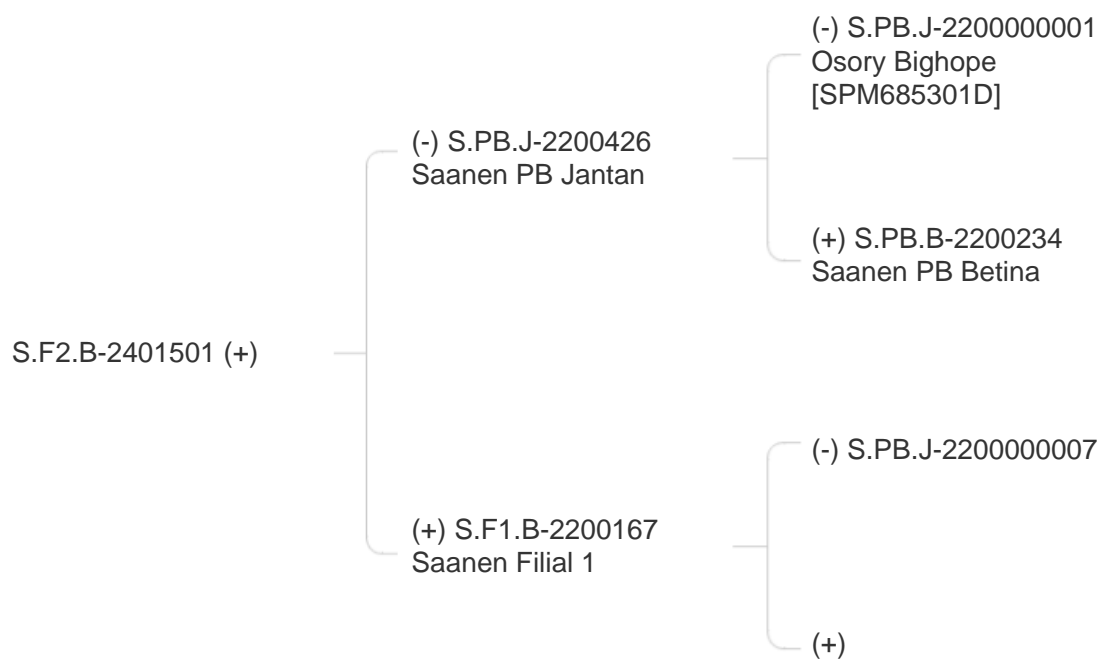 (-) S.PB.J-2200000001
Osory Bighope
[SPM685301D]
(-) S.PB.J-2200426
Saanen PB Jantan
(+) S.PB.B-2200234
Saanen PB Betina
S.F2.B-2401501 (+)
(-) S.PB.J-2200000007
(+) S.F1.B-2200167
Saanen Filial 1
(+)